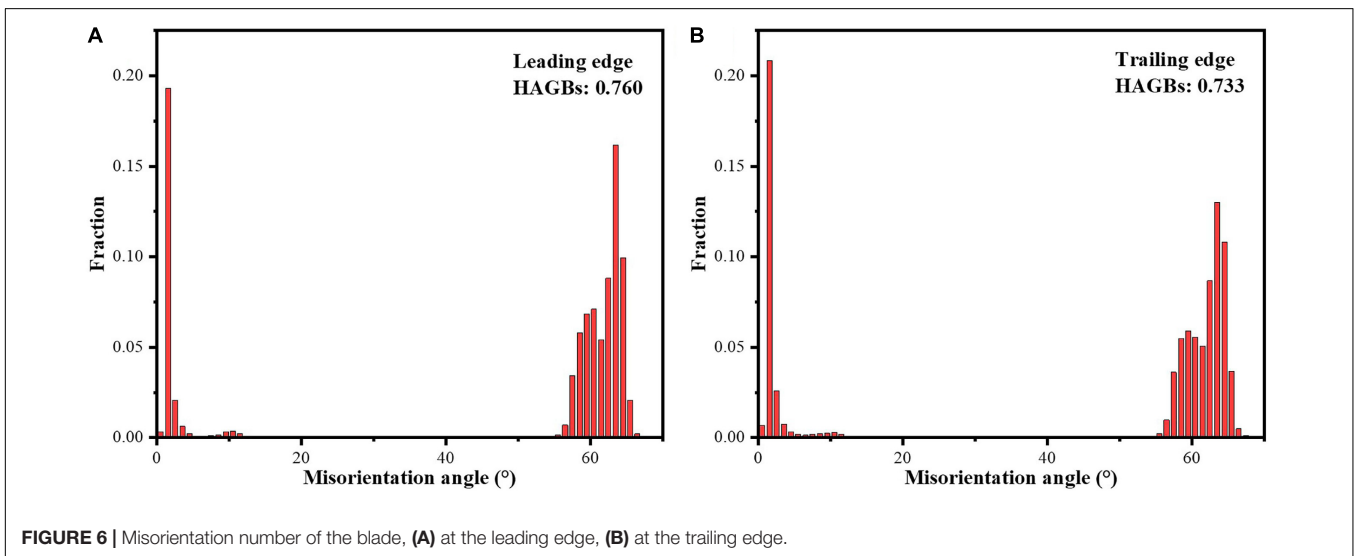 A
Leading edge
HAGBs: 0.760
0.20
0.15
0.10
0.05
0.00
Fraction
0 20 40 60
Misorientation angle (°)
B
Trailing edge
HAGBs: 0.733
0.20
0.15
0.10
0.05
0.00
Fraction
0 20 40 60
Misorientation angle (°)
FIGURE 6 | Misorientation number of the blade, (A) at the leading edge, (B) at the trailing edge.